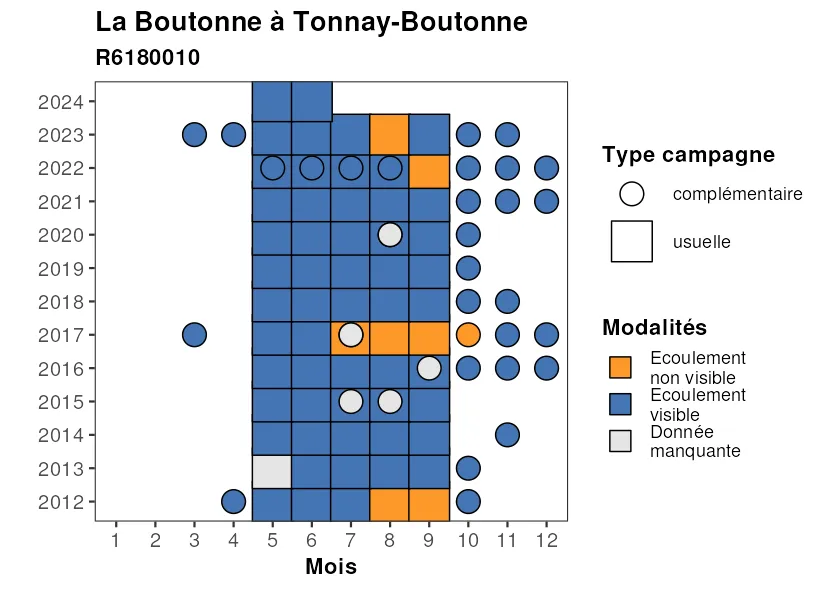 La Boutonne à Tonnay-Boutonne
R6180010
2024
2023
2022
2021
2020
2019
2018
2017
2016
2015
2014
2013
2012
1 2 3 4 5 6 7 8 9 10 11 12
Mois
Type campagne
complémentaire
usuelle
Modalités
Ecoulement
non visible
Ecoulement
visible
Donnée
manquante